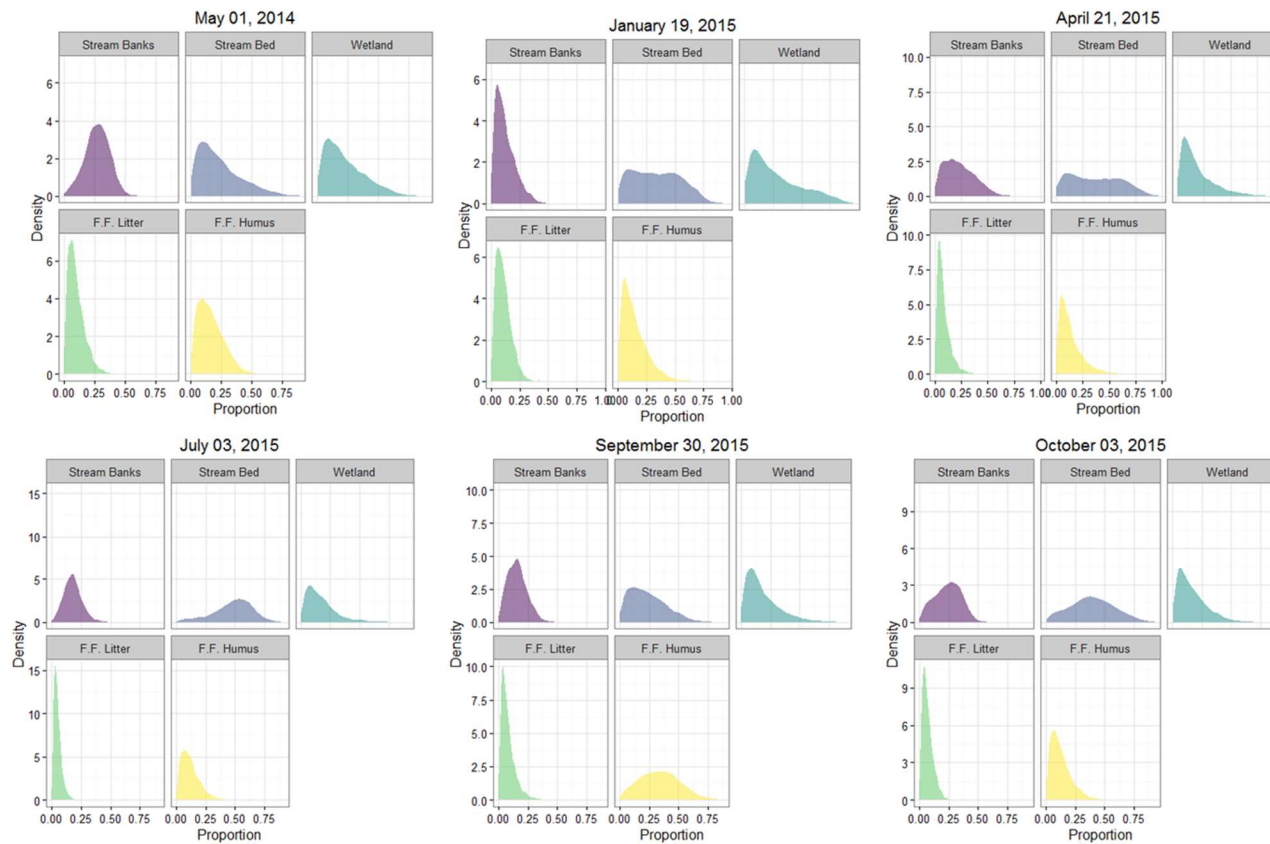 May 01, 2014
Stream Banks Stream Bed Wetland
6
4
2
0
Density
F.F. Litter F.F. Humus
6
4
2
0
0.00 0.25 0.50 0.75 0.00 0.25 0.50 0.75
Proportion
January 19, 2015
Stream Banks Stream Bed Wetland
6
4
2
0
Density
F.F. Litter F.F. Humus
6
4
2
0
0.00 0.25 0.50 0.75 1.00 0.00 0.25 0.50 0.75 1.00
Proportion
April 21, 2015
Stream Banks Stream Bed Wetland
10.0
7.5
5.0
2.5
0.0
Density
F.F. Litter F.F. Humus
10.0
7.5
5.0
2.5
0.0
0.00 0.25 0.50 0.75 1.00 0.00 0.25 0.50 0.75 1.00
Proportion
July 03, 2015
Stream Banks Stream Bed Wetland
15
10
5
0
Density
F.F. Litter F.F. Humus
15
10
5
0
0.00 0.25 0.50 0.75 0.00 0.25 0.50 0.75
Proportion
September 30, 2015
Stream Banks Stream Bed Wetland
10.0
7.5
5.0
2.5
0.0
Density
F.F. Litter F.F. Humus
10.0
7.5
5.0
2.5
0.0
0.00 0.25 0.50 0.75 0.00 0.25 0.50 0.75
Proportion
October 03, 2015
Stream Banks Stream Bed Wetland
9
6
3
0
Density
F.F. Litter F.F. Humus
9
6
3
0
0.00 0.25 0.50 0.75 0.00 0.25 0.50 0.75
Proportion